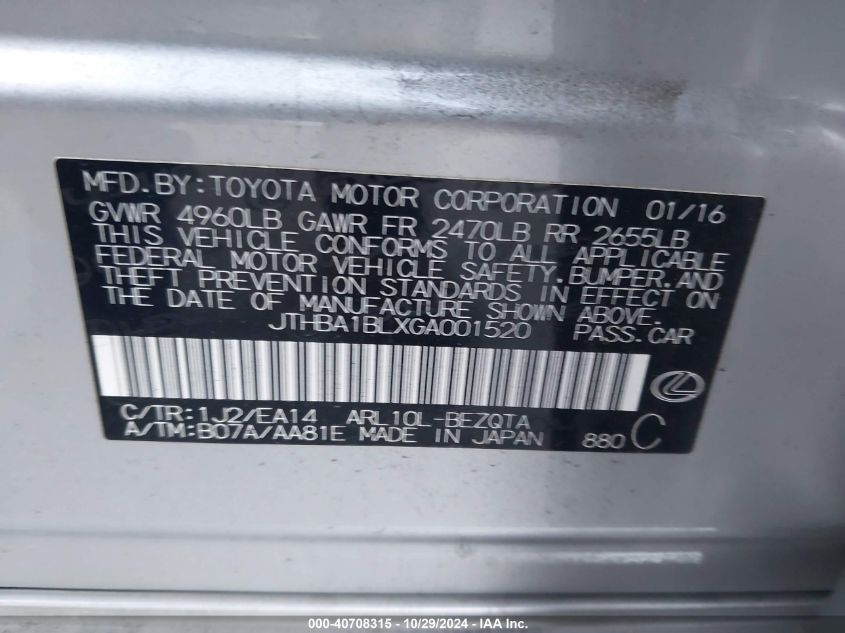 MFD.BY:TOYOTA MOTOR CORPORATION 01/16
GVWR 4960LB GAWR FR 2470LB RR 2655LB
THIS VEHICLE CONFORMS TO ALL APPLICABLE
FEDERAL MOTOR VEHICLE SAFETY,BUMPER,AND
THEFT PREVENTION STANDARDS IN EFFECT ON
THE DATE OF MANUFACTURE SHOWN ABOVE.
JTHBA1BLXGA001520 PASS.CAR
C/TR:1J2/EA14 ARL10L-BEZQTA
A/TM:B07A/AA81E MADE IN JAPAN 880 C
000-40708315 - 10/29/2024 - WWW.IAAI.COM